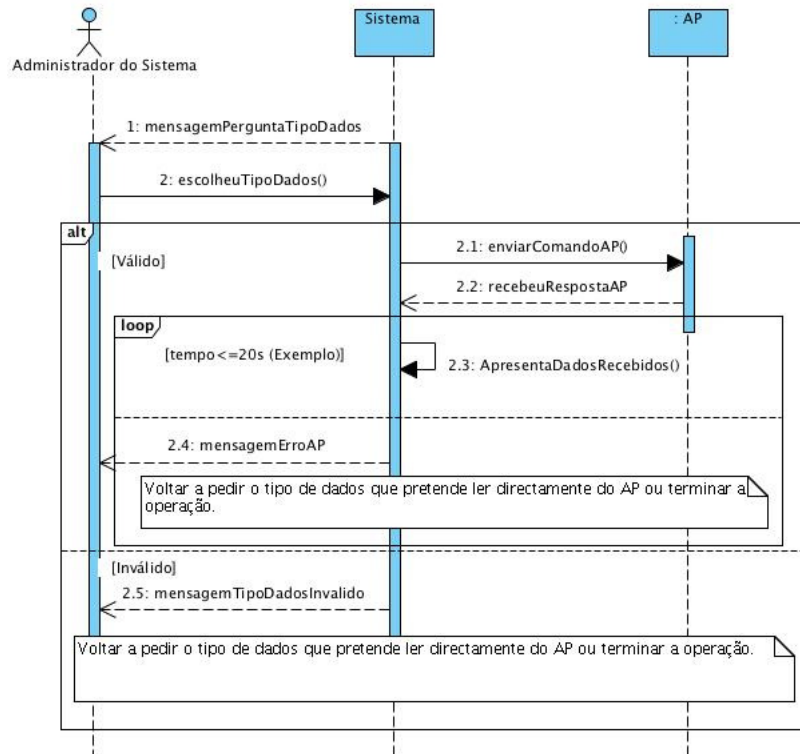 Sistema
: AP
Administrador do Sistema
1: mensagemPerguntaTipoDados
2: escolheuTipoDados()
alt
[Válido]
2.1: enviarComandoAP()
2.2: recebeuRespostaAP
loop
[tempo<=20s (Exemplo)]
2.3: ApresentaDadosRecebidos()
2.4: mensagemErroAP
Voltar a pedir o tipo de dados que pretende ler directamente do AP ou terminar a
operação.
[Inválido]
2.5: mensagemTipoDadosInvalido
Voltar a pedir o tipo de dados que pretende ler directamente do AP ou terminar a operação.